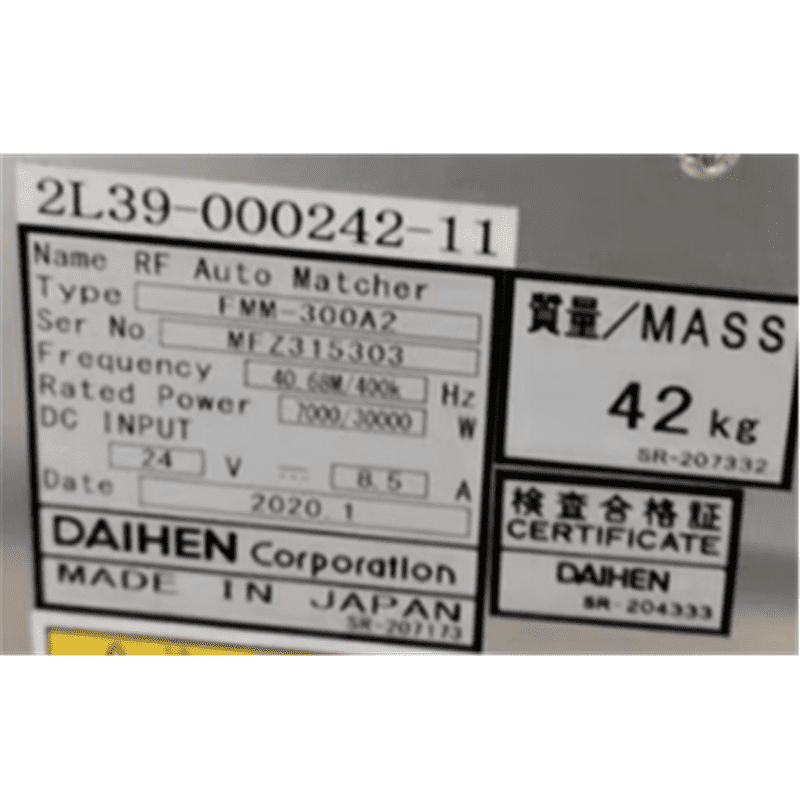 2L39-000242-11
Name RF Auto Matcher
Type FMM-300A2
Ser No MFZ315303
Frequency 40.68M/400k Hz
Rated Power 7000/30000 W
DC INPUT
24 V 8.5 A
Date 2020.1
DAIHEN Corporation
MADE IN JAPAN
SR-207173
質量/MASS
42 kg
SR-207332
検査合格証
CERTIFICATE
DAIHEN
SR-204333